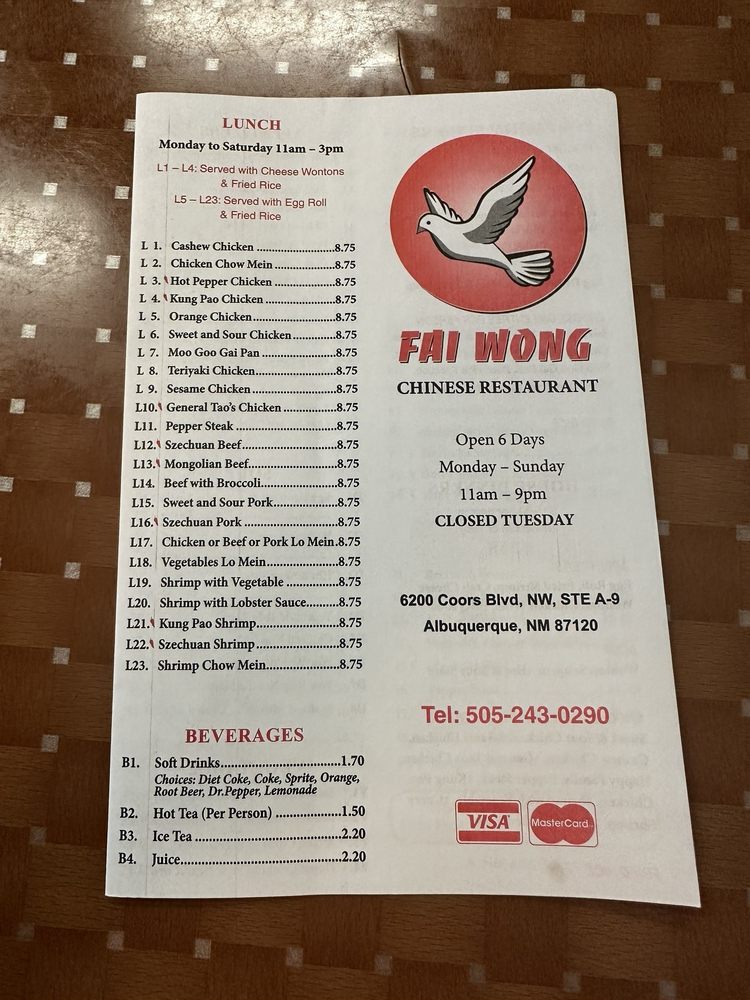 LUNCH
Monday to Saturday 11am – 3pm
L1 – L4: Served with Cheese Wontons
& Fried Rice
L5 – L23: Served with Egg Roll
& Fried Rice
L 1. Cashew Chicken ........................8.75
L 2. Chicken Chow Mein ...................8.75
L 3. Hot Pepper Chicken ...................8.75
L 4. Kung Pao Chicken .....................8.75
L 5. Orange Chicken.........................8.75
L 6. Sweet and Sour Chicken.............8.75
L 7. Moo Goo Gai Pan ......................8.75
L 8. Teriyaki Chicken........................8.75
L 9. Sesame Chicken .........................8.75
L10. General Tao's Chicken ................8.75
L11. Pepper Steak ..............................8.75
L12. Szechuan Beef............................8.75
L13. Mongolian Beef..........................8.75
L14. Beef with Broccoli......................8.75
L15. Sweet and Sour Pork...................8.75
L16. Szechuan Pork ...........................8.75
L17. Chicken or Beef or Pork Lo Mein.8.75
L18. Vegetables Lo Mein.....................8.75
L19. Shrimp with Vegetable ...............8.75
L20. Shrimp with Lobster Sauce.........8.75
L21. Kung Pao Shrimp.......................8.75
L22. Szechuan Shrimp........................8.75
L23. Shrimp Chow Mein....................8.75
BEVERAGES
B1. Soft Drinks..................................1.70
Choices: Diet Coke, Coke, Sprite, Orange,
Root Beer, Dr.Pepper, Lemonade
B2. Hot Tea (Per Person) ..................1.50
B3. Ice Tea ........................................2.20
B4. Juice............................................2.20
FAI WONG
CHINESE RESTAURANT
Open 6 Days
Monday – Sunday
11am – 9pm
CLOSED TUESDAY
6200 Coors Blvd, NW, STE A-9
Albuquerque, NM 87120
Tel: 505-243-0290
VISA
MasterCard